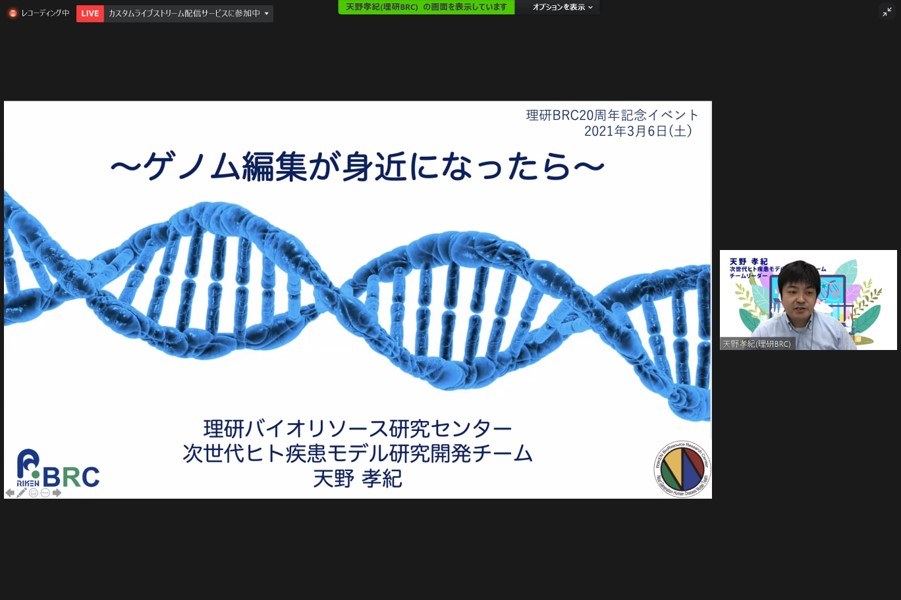 レコーディング中
LIVE カスタムライブストリーム配信サービスに参加中
天野孝紀(理研BRC) の画面を表示しています
オプションを表示
理研BRC20周年記念イベント
2021年3月6日(土)
～ゲノム編集が身近になったら～
理研バイオリソース研究センター
次世代ヒト疾患モデル研究開発チーム
天野 孝紀
RIKEN BRC
天野 孝紀
次世代ヒト疾患モデ
ーム
チームリーダー
天野孝紀(理研BRC)